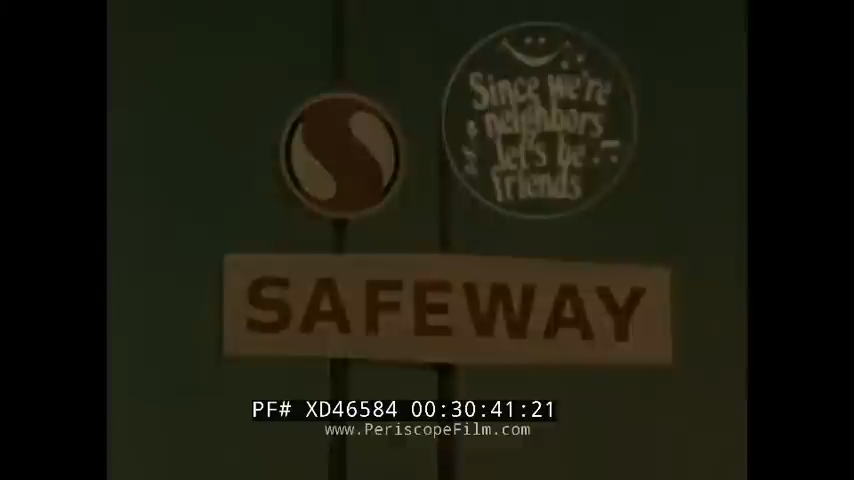 Since we're
neighbors
let's be
friends
SAFEWAY
PF# XD46584 00:30:41:21
www.PeriscopeFilm.com